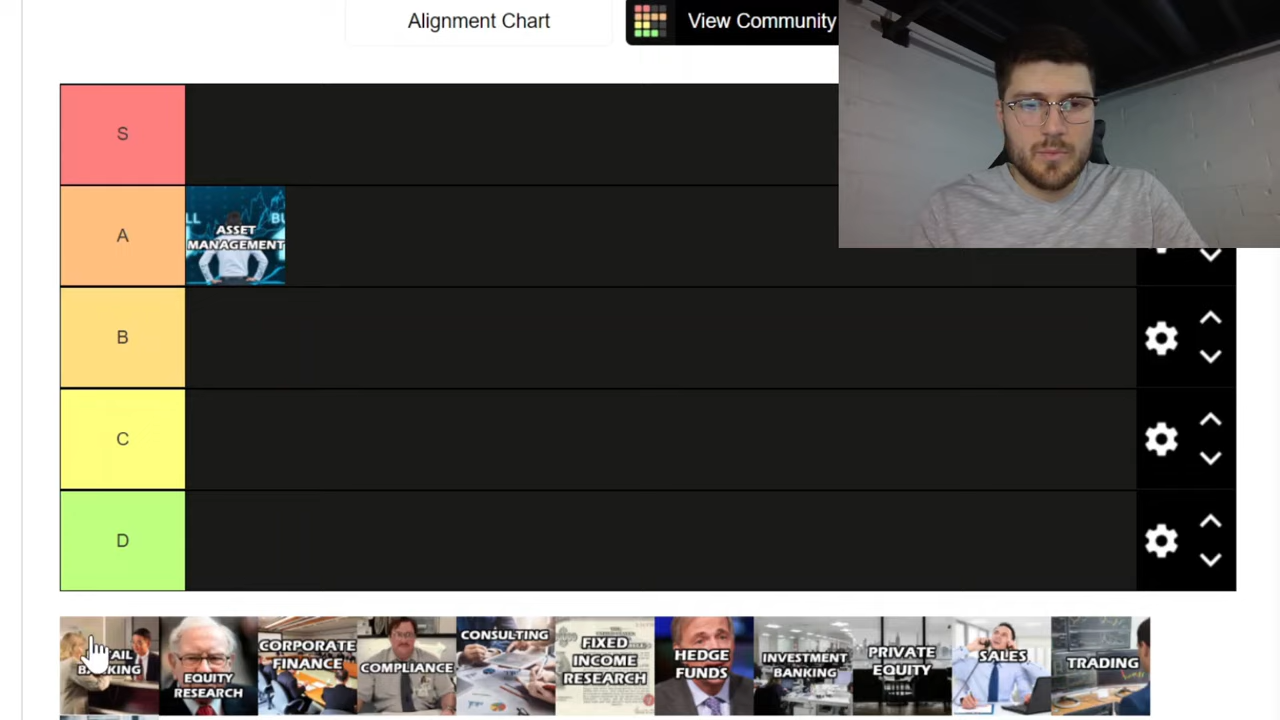 Alignment Chart
View Community
S
A
ASSET
MANAGEMENT
B
C
D
BANKING
EQUITY
RESEARCH
CORPORATE
FINANCE
COMPLIANCE
CONSULTING
FIXED
INCOME
RESEARCH
HEDGE
FUNDS
INVESTMENT
BANKING
PRIVATE
EQUITY
SALES
TRADING